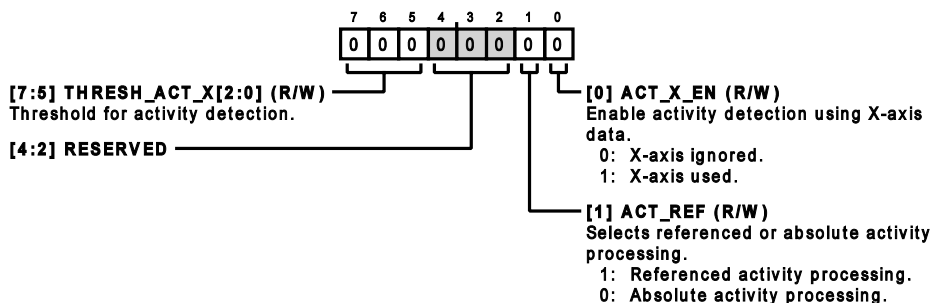 7 6 5 4 3 2 1 0
0 0 0 0 0 0 0 0
[7:5] THRESH_ACT_X[2:0] (R/W)
Threshold for activity detection.
[4:2] RESERVED
[0] ACT_X_EN (R/W)
Enable activity detection using X-axis
data.
0: X-axis ignored.
1: X-axis used.
[1] ACT_REF (R/W)
Selects referenced or absolute activity
processing.
1: Referenced activity processing.
0: Absolute activity processing.